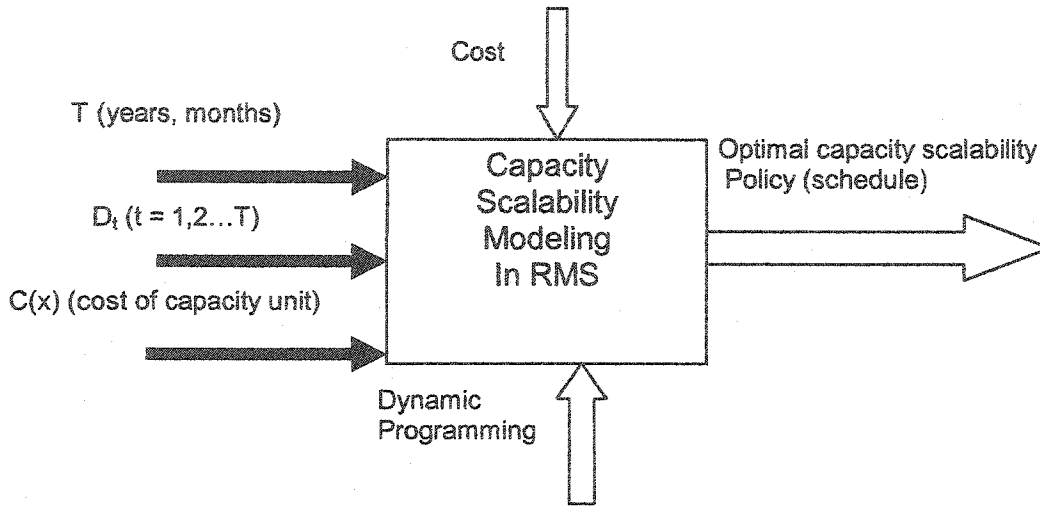 Cost
T (years, months)
Dt (t = 1,2...T)
C(x) (cost of capacity unit)
Capacity
Scalability
Modeling
In RMS
Optimal capacity scalability
Policy (schedule)
Dynamic
Programming